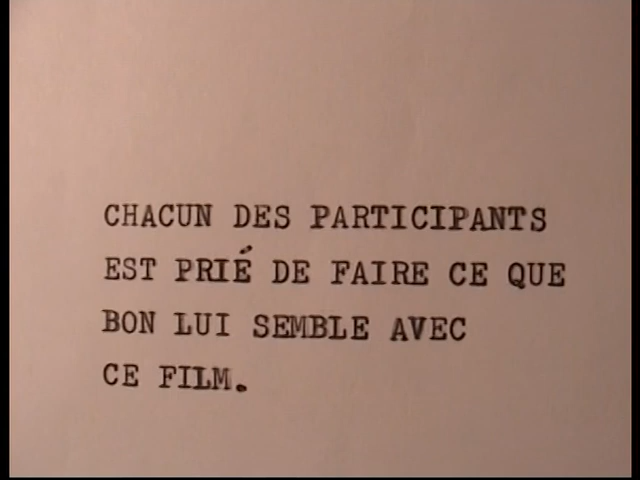 CHACUN DES PARTICIPANTS
EST PRIÉ DE FAIRE CE QUE
BON LUI SEMBLE AVEC
CE FILM.